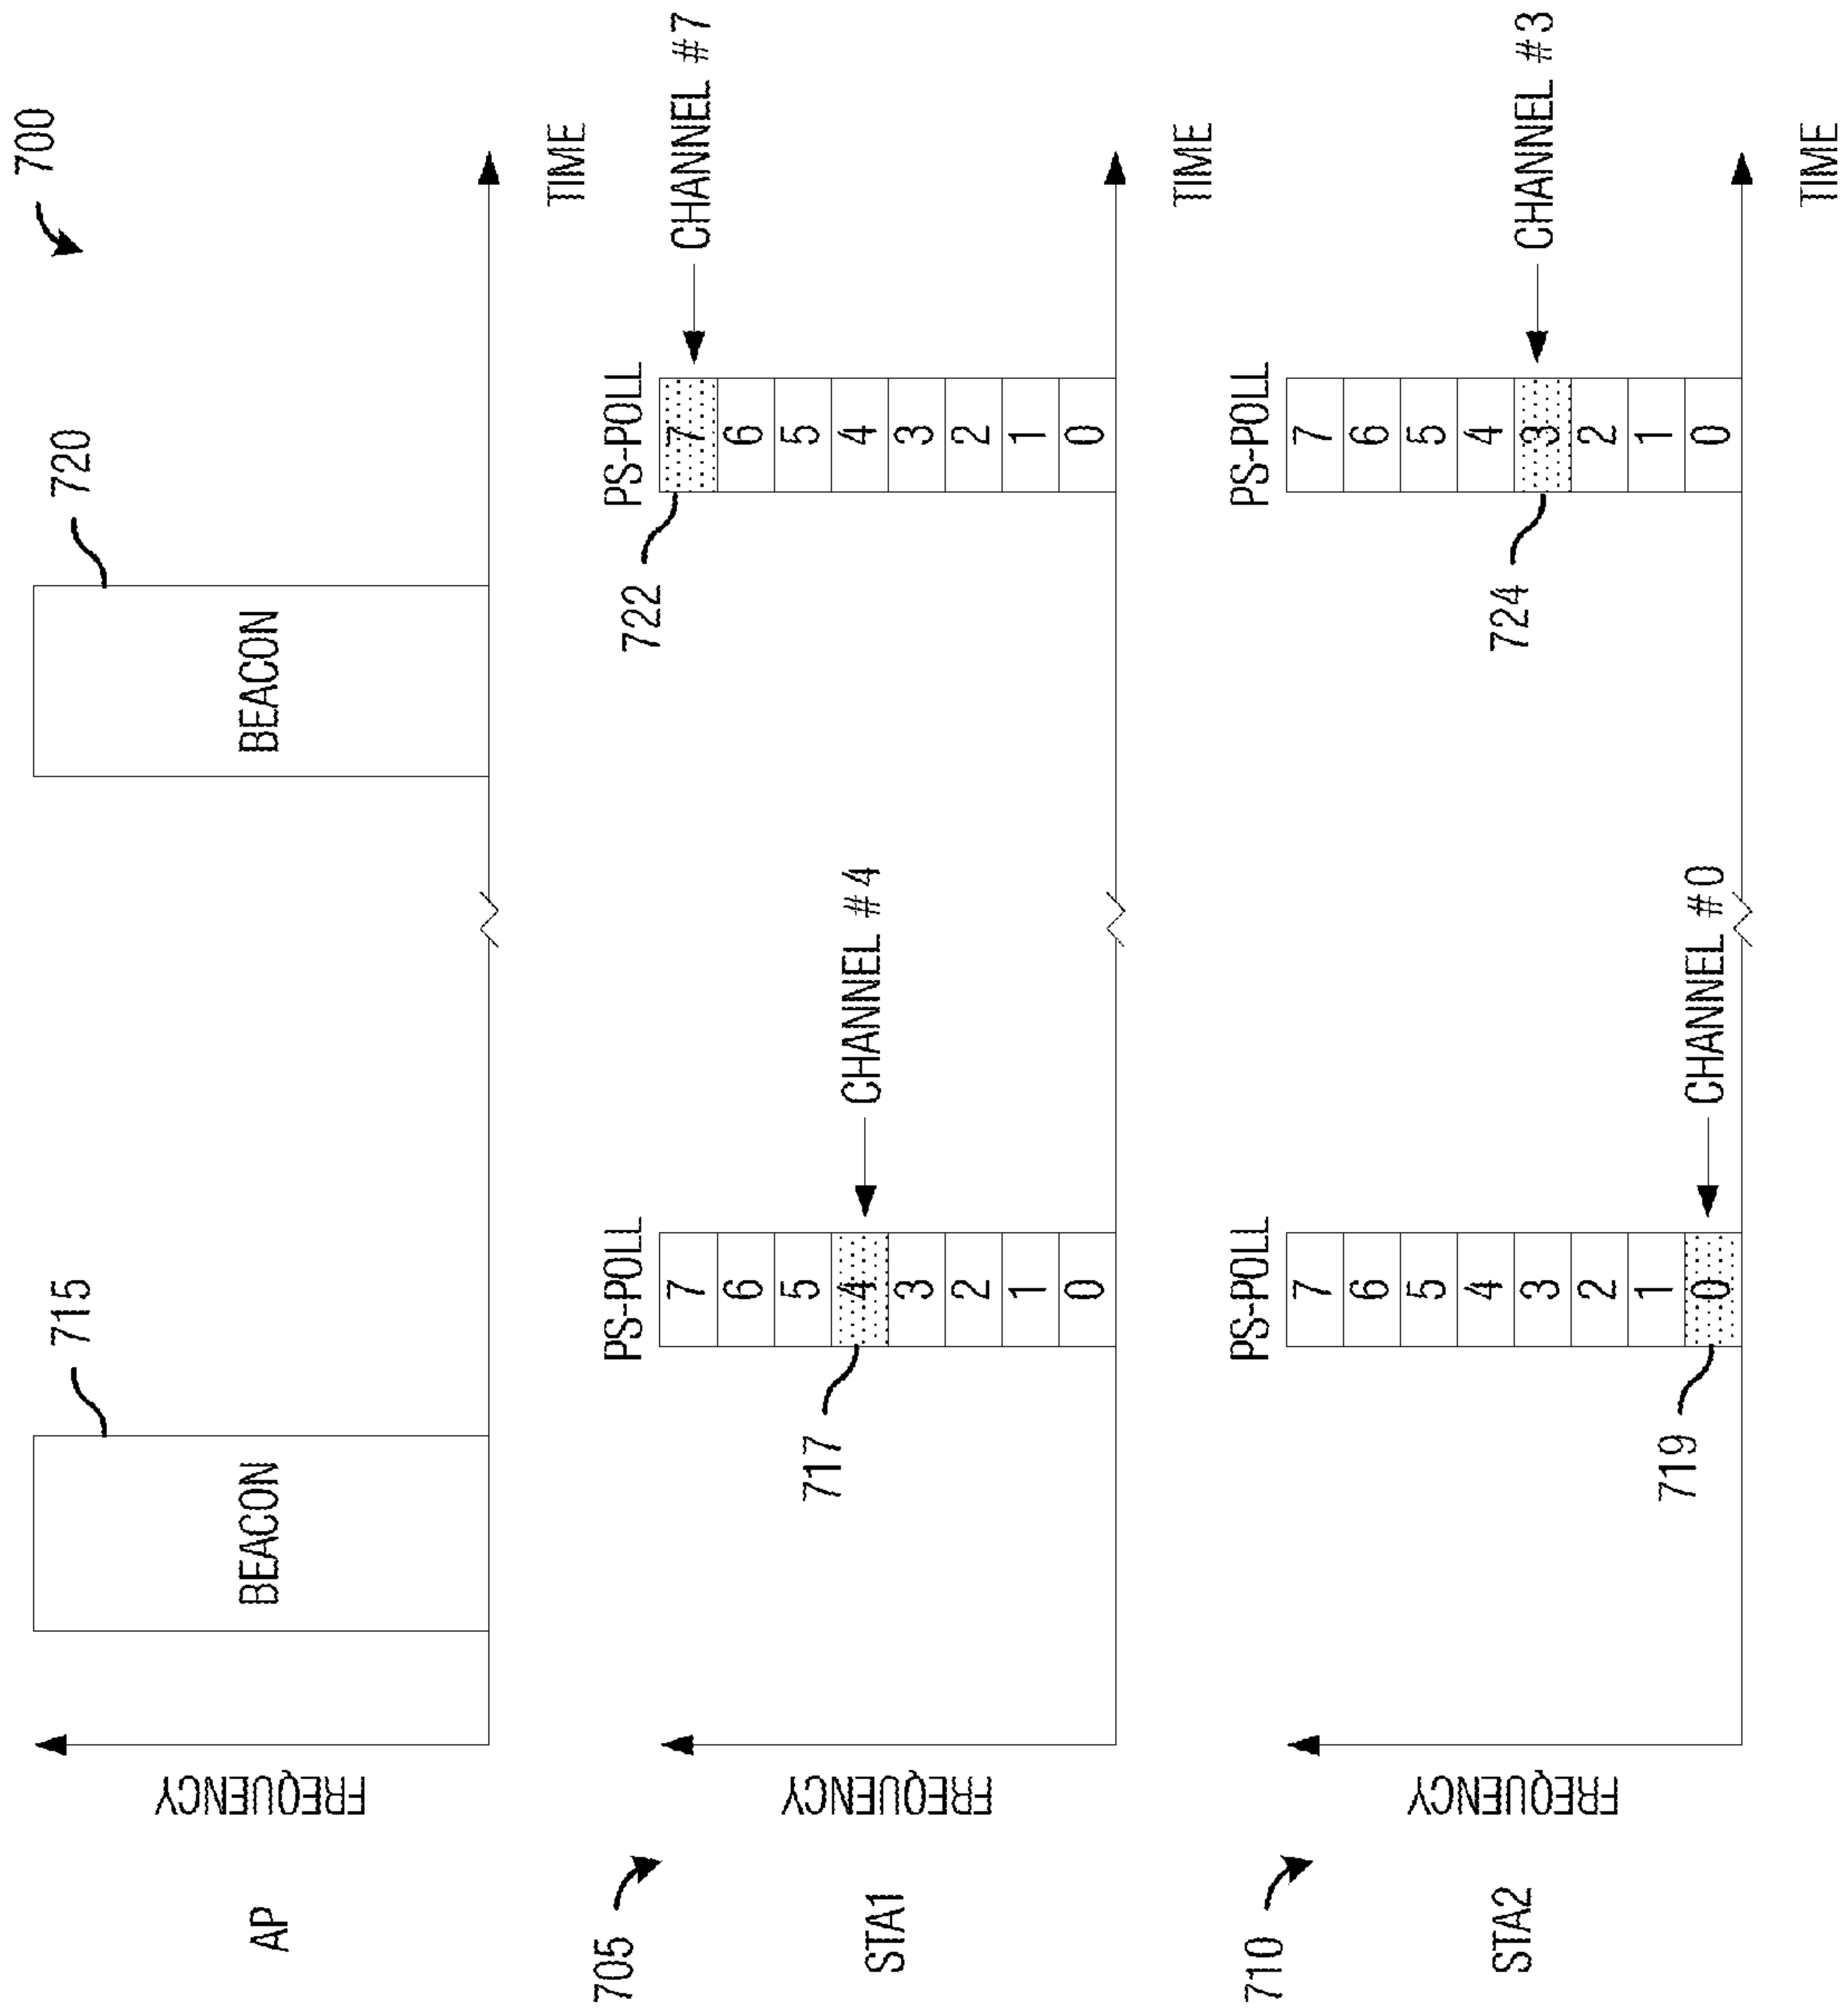 700
AP
FREQUENCY
BEACON
715
BEACON
720
TIME
705
STA1
FREQUENCY
PS-POLL
7
6
5
4
3
2
1
0
717
CHANNEL #4
PS-POLL
7
6
5
4
3
2
1
0
722
CHANNEL #7
TIME
710
STA2
FREQUENCY
PS-POLL
7
6
5
4
3
2
1
0
719
CHANNEL #0
PS-POLL
7
6
5
4
3
2
1
0
724
CHANNEL #3
TIME